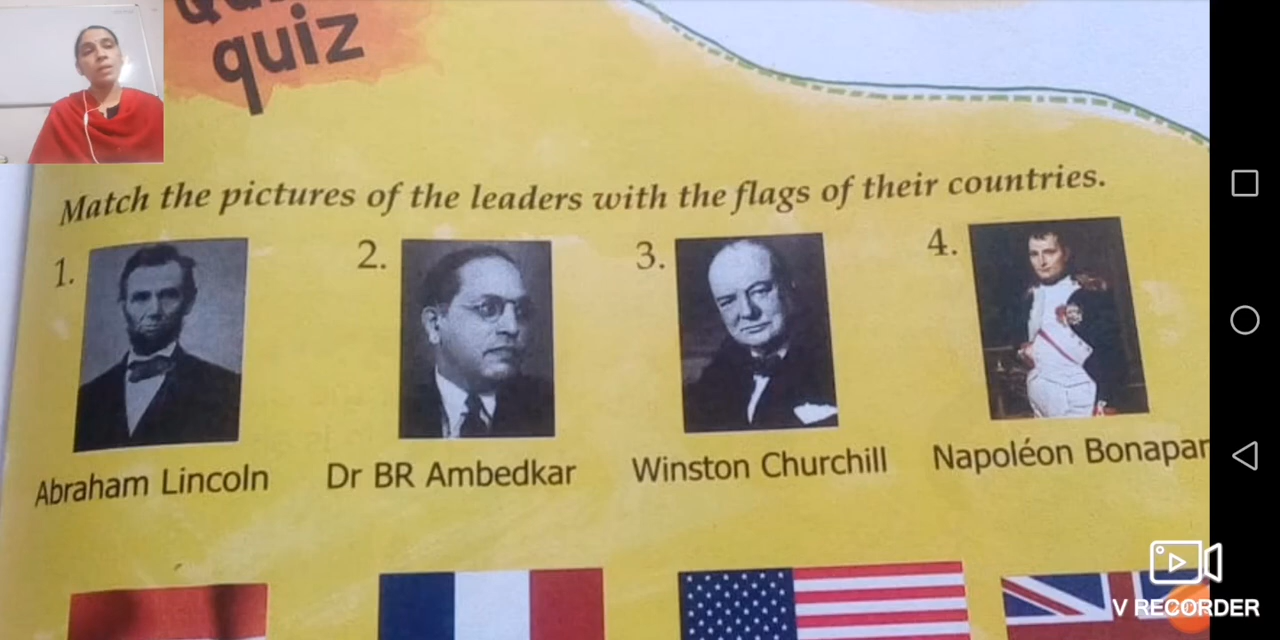 quiz
Match the pictures of the leaders with the flags of their countries.
1.
2.
3.
4.
Abraham Lincoln
Dr BR Ambedkar
Winston Churchill
Napoléon Bonapar
V RECORDER